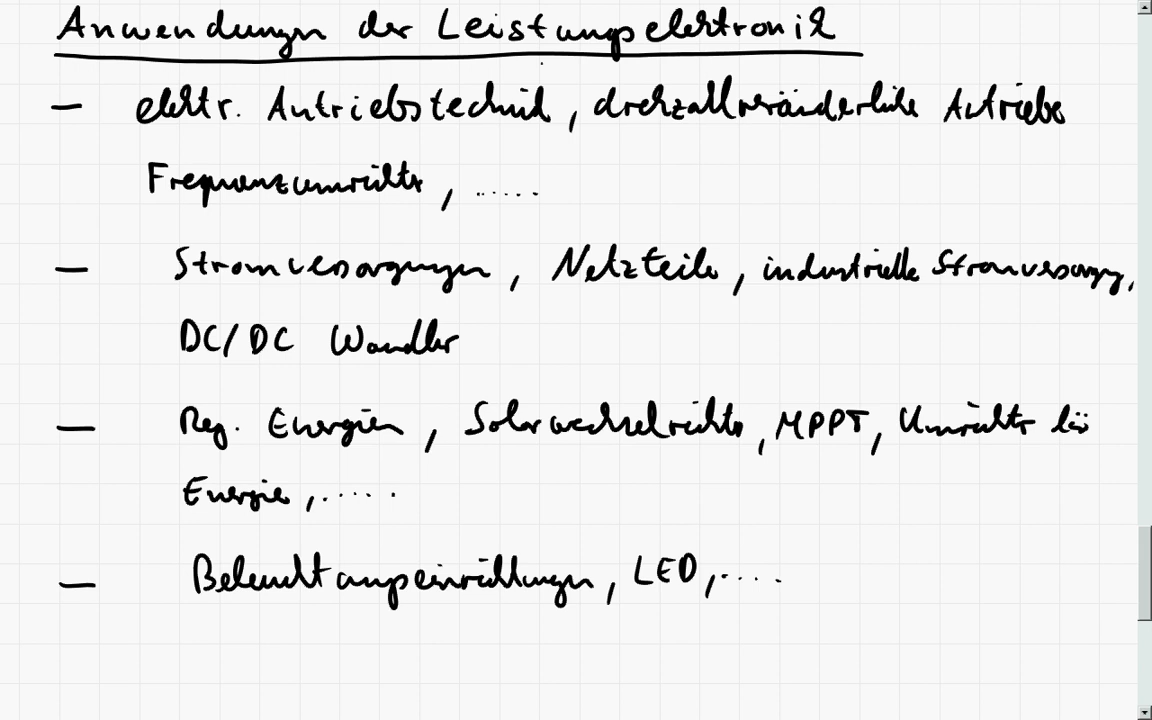 Anwendungen der Leistungselektronik
- elektr. Antriebstechnik, drehzahlveränderliche Antriebe
Frequenzumrichter, .....
- Stromversorgungen, Netzteile, industrielle Stromversorgung,
DC/DC Wandler
- Reg. Energien, Solarwechselrichter, MPPT, Umrichter
Energie, .....
- Beleuchtungseinrichtungen, LED, .....